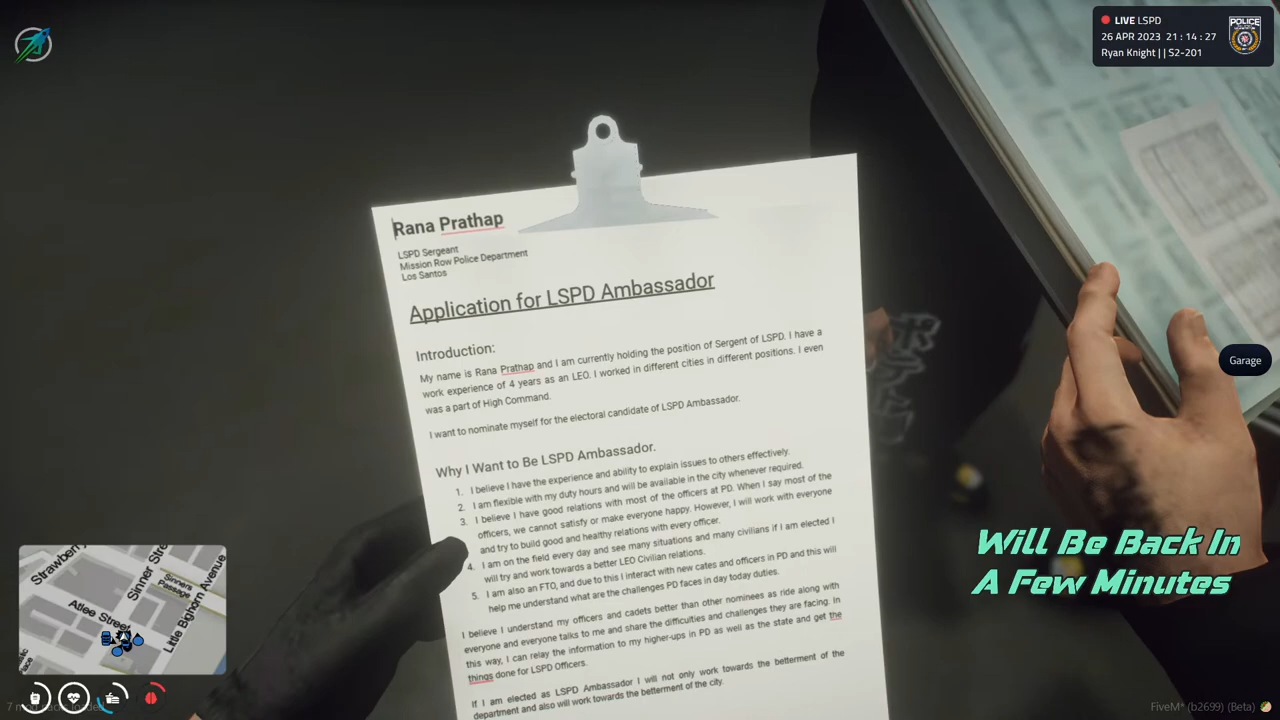 LIVE LSPD
26 APR 2023 21 : 14 : 27
Ryan Knight | | S2-201
POLICE
Rana Prathap
LSPD Sergeant
Mission Row Police Department
Los Santos
Application for LSPD Ambassador
Introduction:
My name is Rana Prathap and I am currently holding the position of Sergent of LSPD. I have a
work experience of 4 years as an LEO. I worked in different cities in different positions. I even
was a part of High Command.
I want to nominate myself for the electoral candidate of LSPD Ambassador.
Why I Want to Be LSPD Ambassador.
1. I believe I have the experience and ability to explain issues to others effectively.
2. I am flexible with my duty hours and will be available in the city whenever required.
3. I believe I have good relations with most of the officers at PD. When I say most of the
officers, we cannot satisfy or make everyone happy. However, I will work with everyone
and try to build good and healthy relations with every officer.
4. I am on the field every day and see many situations and many civilians if I am elected I
will try and work towards a better LEO Civilian relations.
5. I am also an FTO, and due to this I interact with new cates and officers in PD and this will
help me understand what are the challenges PD faces in day today duties.
I believe I understand my officers and cadets better than other nominees as ride along with
everyone and everyone talks to me and share the difficulties and challenges they are facing. In
this way, I can relay the information to my higher-ups in PD as well as the state and get the
things done for LSPD Officers.
If I am elected as LSPD Ambassador I will not only work towards the betterment of the
department and also will work towards the betterment of the city.
Garage
Will Be Back In
A Few Minutes
Strawberry
Sinner Str
Sinners
Passage
Atlee Street
Little Bighorn Avenue
FiveM* (b2699) (Beta)